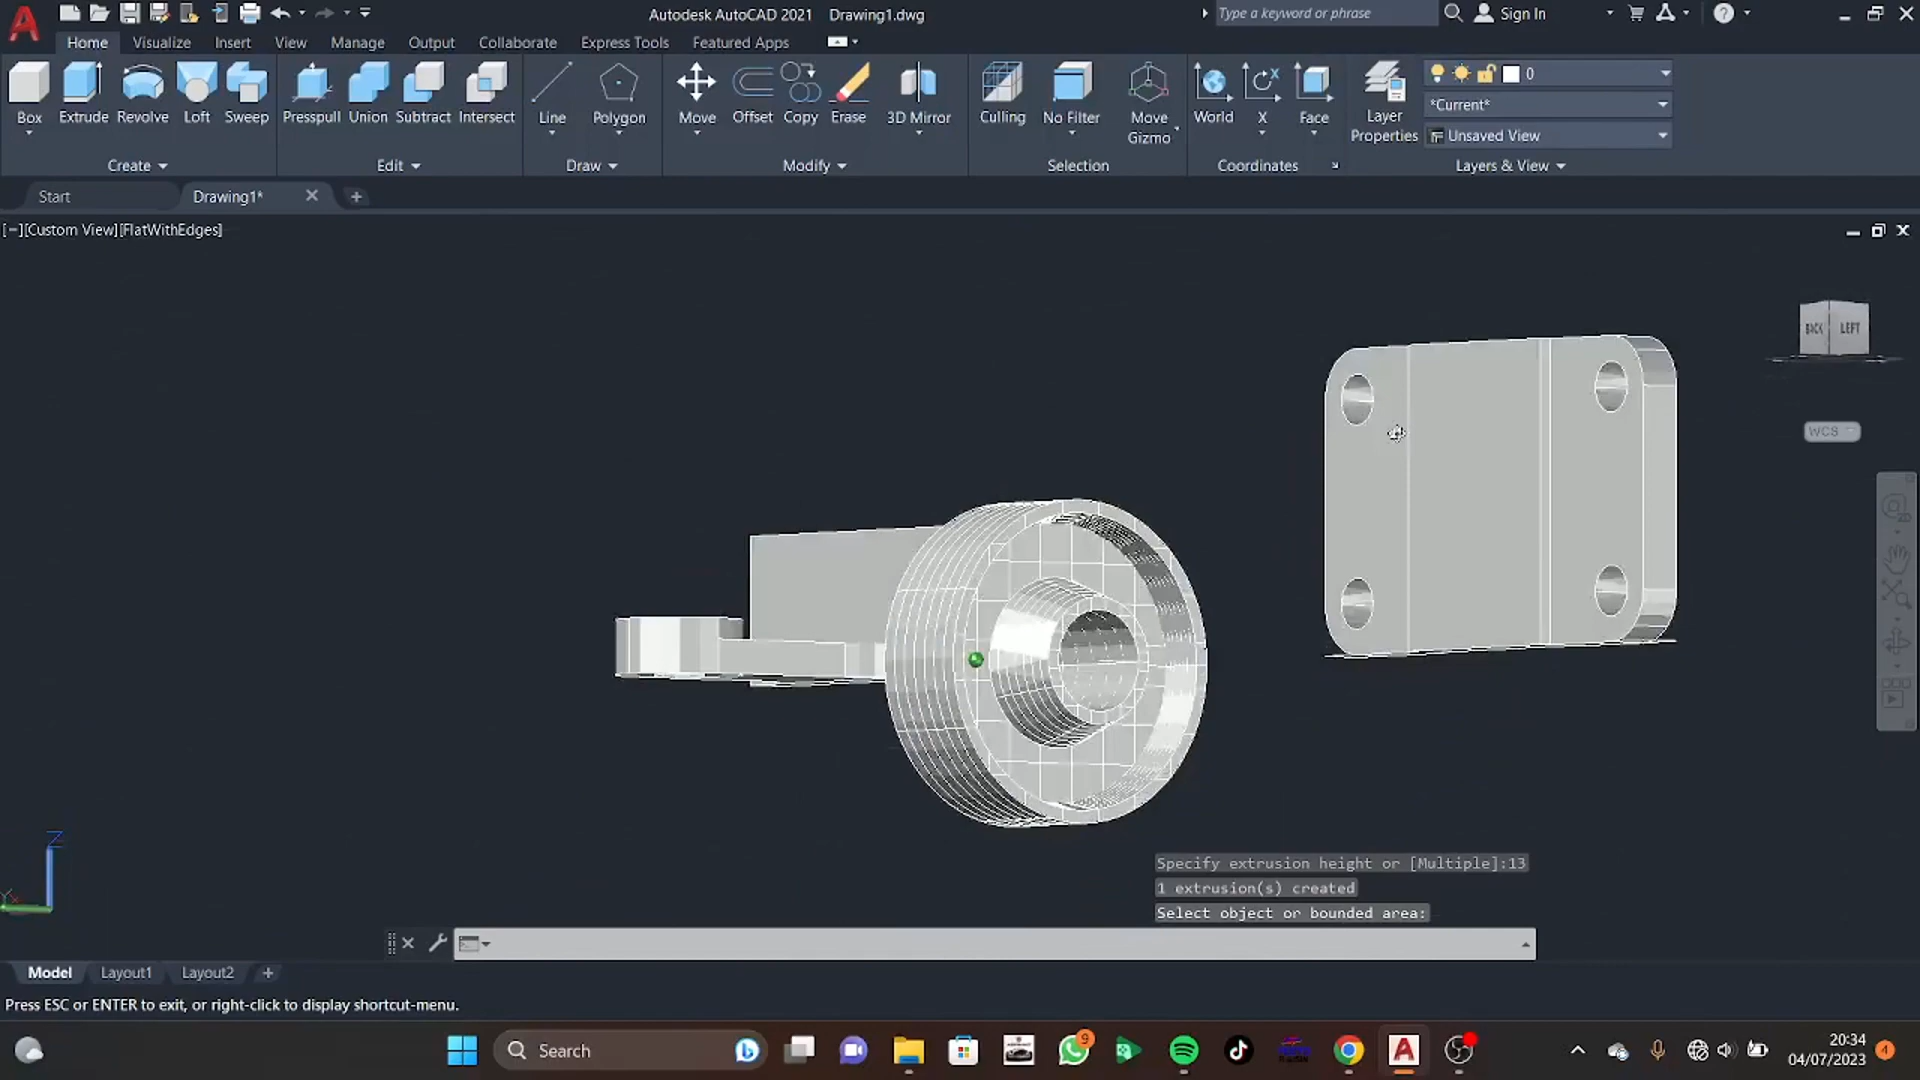 Autodesk AutoCAD 2021 Drawing1.dwg
Type a keyword or phrase
Sign In
Home Visualize Insert View Manage Output Collaborate Express Tools Featured Apps
Box Extrude Revolve Loft Sweep Presspull Union Subtract Intersect Line Polygon Move Offset Copy Erase 3D Mirror Culling No Filter Move Gizmo World X Face Layer Properties
0
*Current*
Unsaved View
Create Edit Draw Modify Selection Coordinates Layers & View
Start Drawing1*
[−][Custom View][FlatWithEdges]
BACK LEFT
WCS
Z
Specify extrusion height or [Multiple]:13
1 extrusion(s) created
Select object or bounded area:
Model Layout1 Layout2
Press ESC or ENTER to exit, or right-click to display shortcut-menu.
Search
9
20:34
04/07/2023
4